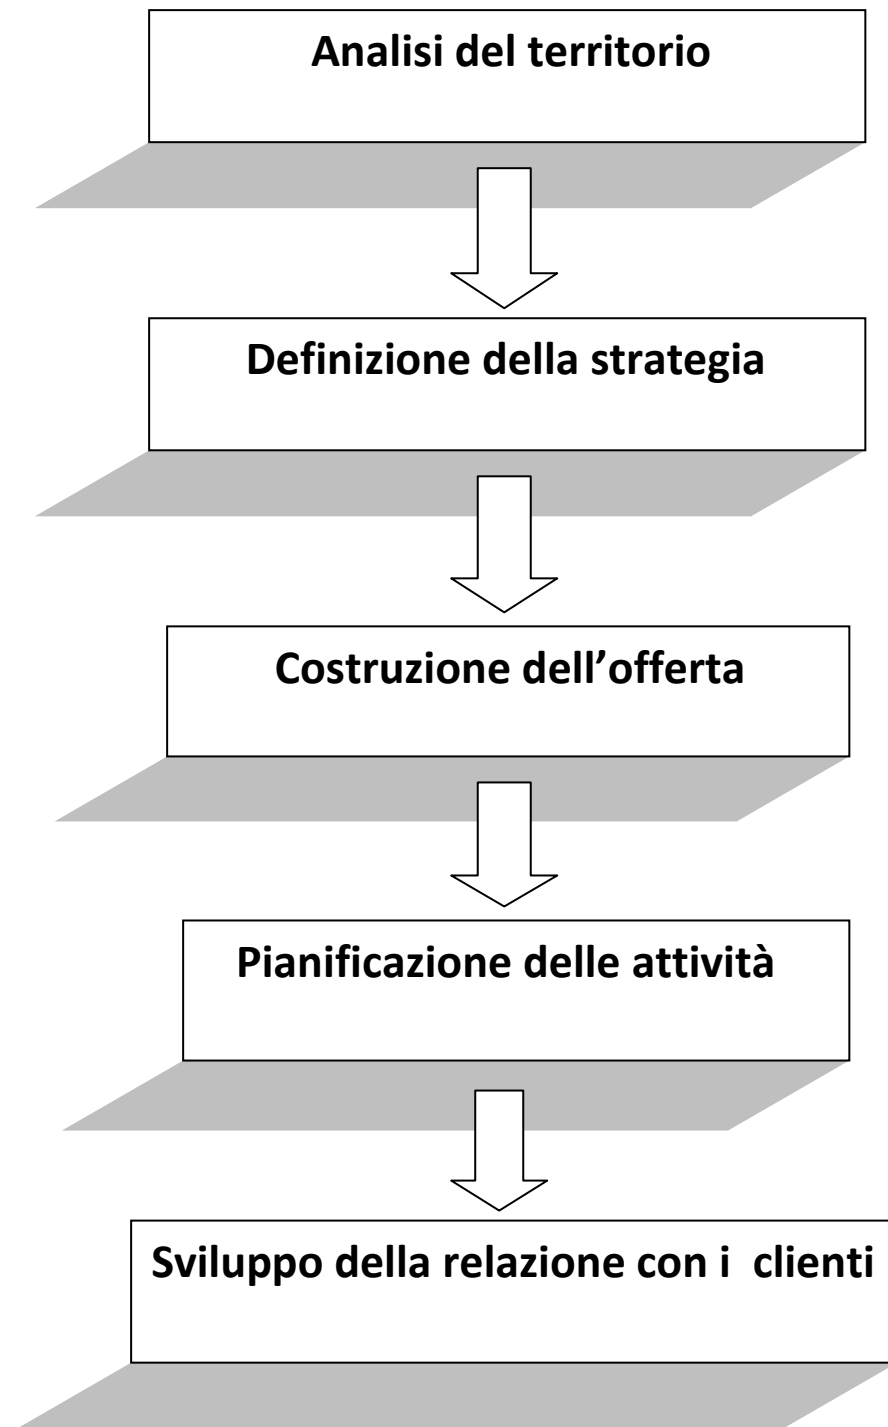 Analisi del territorio
Definizione della strategia
Costruzione dell’offerta
Pianificazione delle attività
Sviluppo della relazione con i  clienti